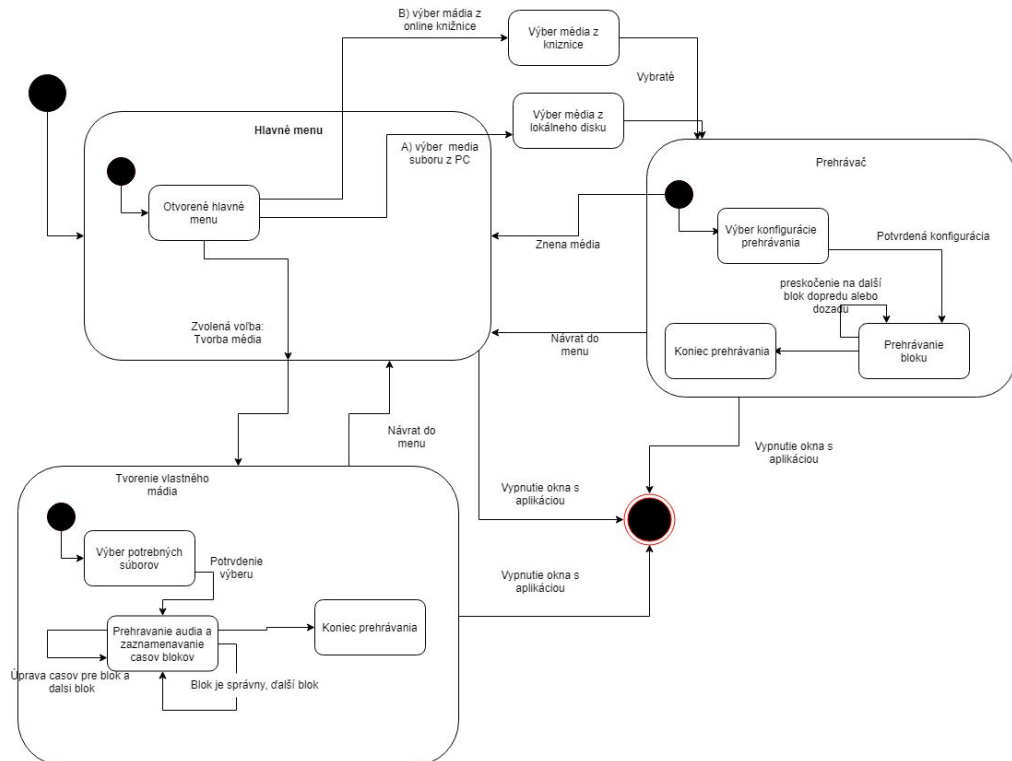 B) výber mádia z
online knižnice
Výber média z
kniznice
Vybraté
Výber média z
lokálneho disku
Hlavné menu
A) výber media
suboru z PC
Prehrávač
Otvorené hlavné
menu
Výber konfigurácie
prehrávania
Potvrdená konfigurácia
Znena média
preskočenie na další
blok dopredu alebo
dozadu
Zvolená voľba:
Tvorba média
Návrat do
menu
Koniec prehrávania
Prehrávanie
bloku
Návrat do
menu
Vypnutie okna s
aplikáciou
Tvorenie vlastného
mádia
Vypnutie okna s
aplikáciou
Výber potrebných
súborov
Potrvdenie
výberu
Vypnutie okna s
aplikáciou
Prehravanie audia a
zaznamenavanie
casov blokov
Koniec prehrávania
Úprava casov pre blok a
dalsi blok
Blok je správny, ďalší blok